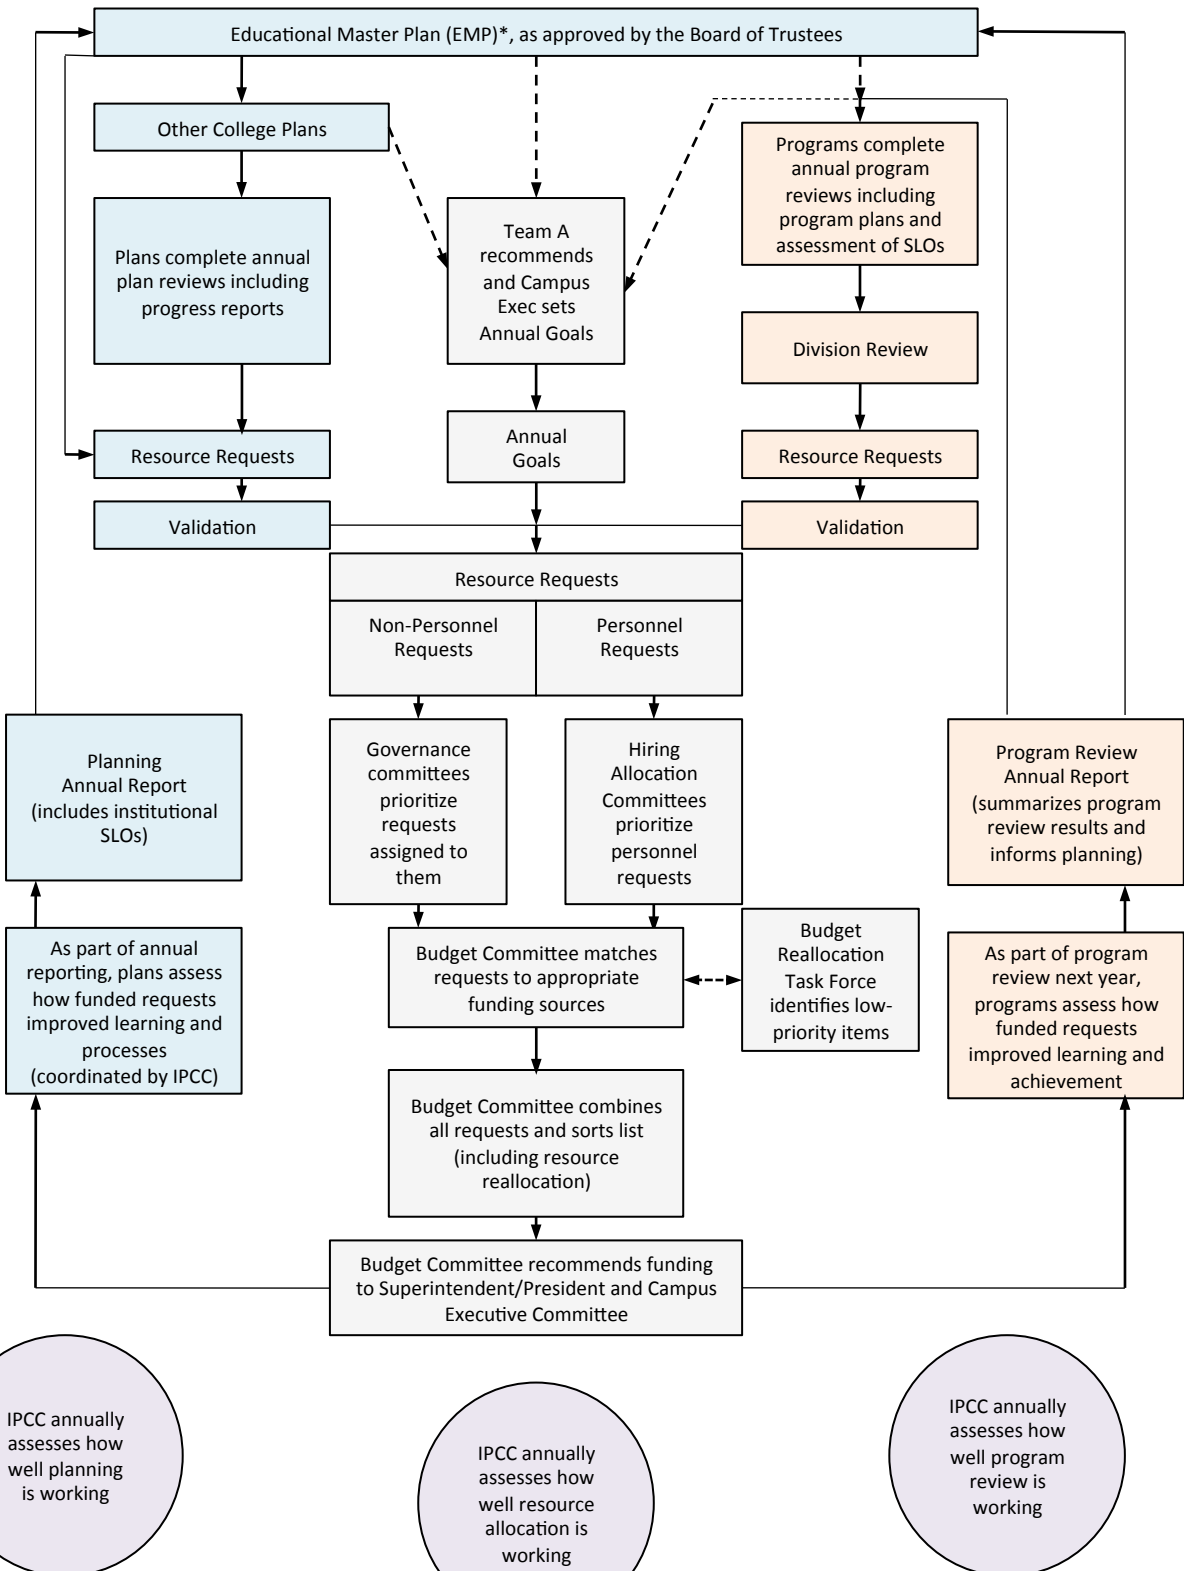 Educational Master Plan (EMP)*, as approved by the Board of Trustees
Other College Plans
Programs complete
annual program
reviews including
program plans and
assessment of SLOs
Plans complete annual
plan reviews including
progress reports
Team A
recommends
and Campus
Exec sets
Annual Goals
Division Review
Resource Requests
Annual
Goals
Resource Requests
Validation
Validation
Resource Requests
Non-Personnel
Requests
Personnel
Requests
Planning
Annual Report
(includes institutional
SLOs)
Governance
committees
prioritize
requests
assigned to
them
Hiring
Allocation
Committees
prioritize
personnel
requests
Program Review
Annual Report
(summarizes program
review results and
informs planning)
As part of annual
reporting, plans assess
how funded requests
improved learning and
processes
(coordinated by IPCC)
Budget Committee matches
requests to appropriate
funding sources
Budget
Reallocation
Task Force
identifies low-
priority items
As part of program
review next year,
programs assess how
funded requests
improved learning and
achievement
Budget Committee combines
all requests and sorts list
(including resource
reallocation)
Budget Committee recommends funding
to Superintendent/President and Campus
Executive Committee
IPCC annually
assesses how
well planning
is working
IPCC annually
assesses how
well resource
allocation is
working
IPCC annually
assesses how
well program
review is
working